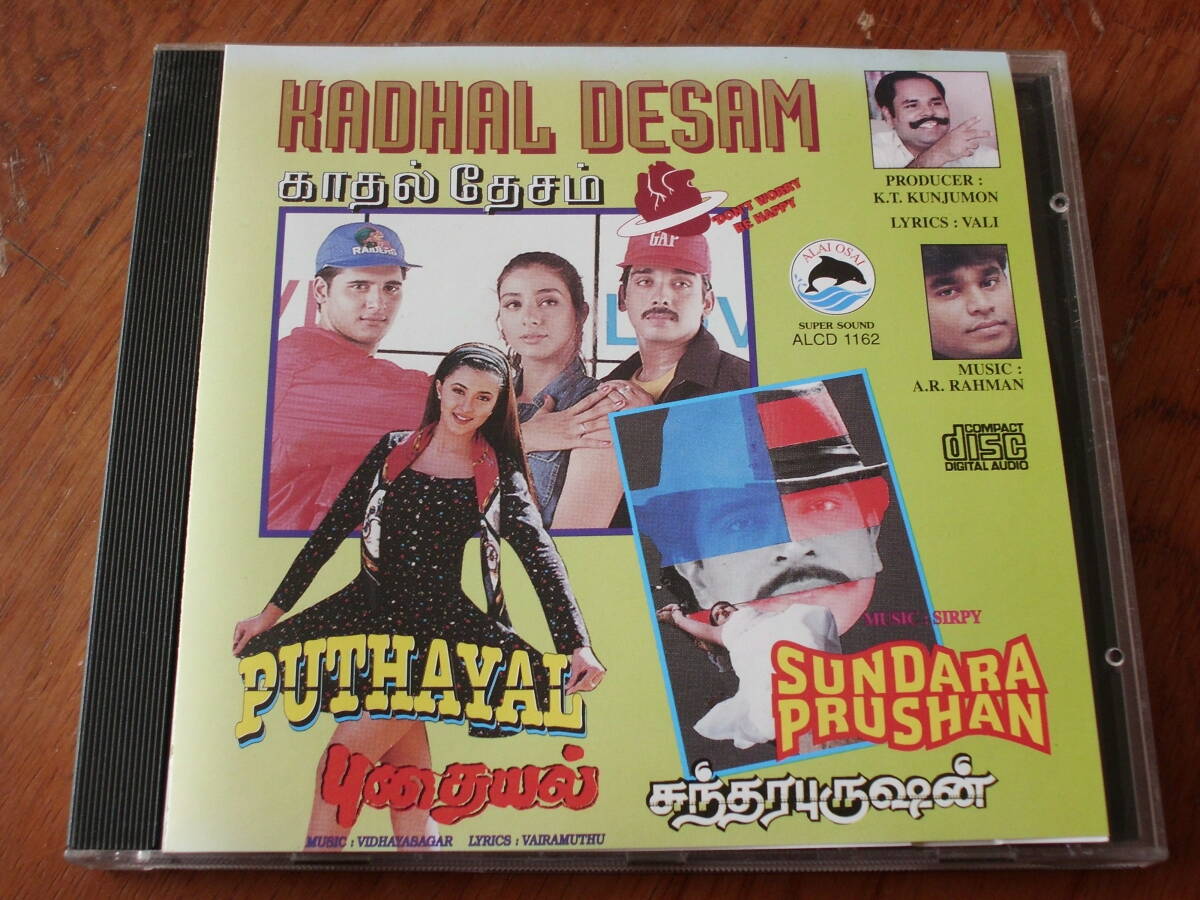 KADHAL DESAM
காதல் தேசம்
DON'T WORRY
BE HAPPY
PRODUCER :
K.T. KUNJUMON
LYRICS : VALI
RAIDERS
GAP
ALAI OSAI
SUPER SOUND
ALCD 1162
MUSIC :
A.R. RAHMAN
COMPACT
disc
DIGITAL AUDIO
MUSIC : SIRPY
SUNDARA
PRUSHAN
சுந்தரபுருஷன்
PUTHAYAL
புதையல்
MUSIC : VIDHAYASAGAR LYRICS : VAIRAMUTHU